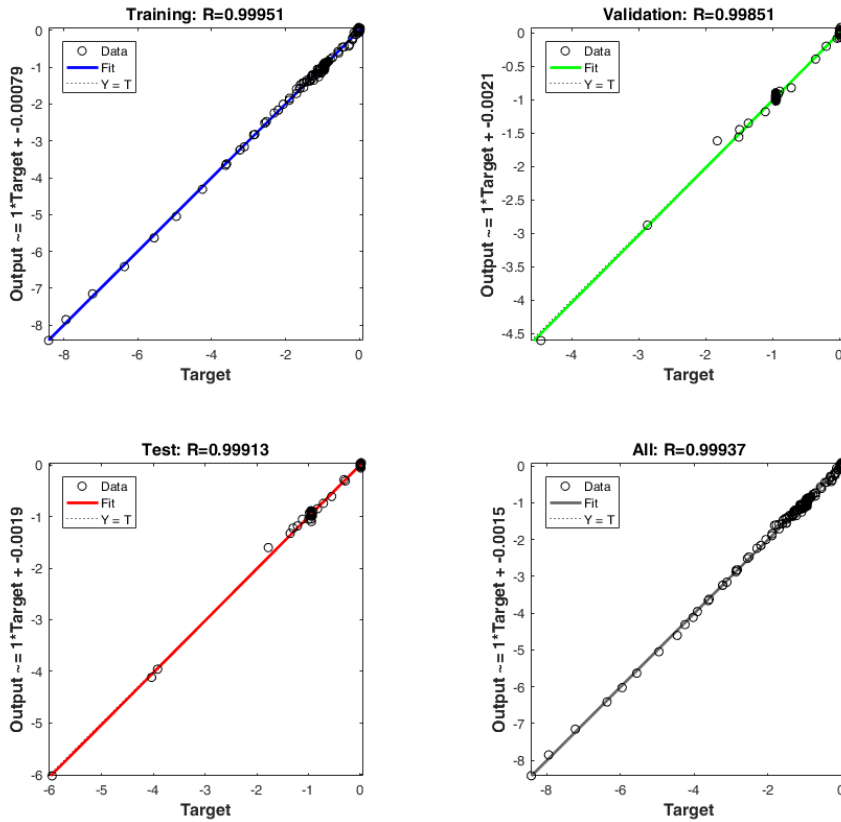 Training: R=0.99951
Output ~= 1*Target + -0.00079
0
-1
-2
-3
-4
-5
-6
-7
-8
Data
Fit
Y = T
-8 -6 -4 -2 0
Target
Validation: R=0.99851
Output ~= 1*Target + -0.0021
0
-0.5
-1
-1.5
-2
-2.5
-3
-3.5
-4
-4.5
Data
Fit
Y = T
-4 -3 -2 -1 0
Target
Test: R=0.99913
Output ~= 1*Target + -0.0019
0
-1
-2
-3
-4
-5
-6
Data
Fit
Y = T
-6 -5 -4 -3 -2 -1 0
Target
All: R=0.99937
Output ~= 1*Target + -0.0015
0
-1
-2
-3
-4
-5
-6
-7
-8
Data
Fit
Y = T
-8 -6 -4 -2 0
Target